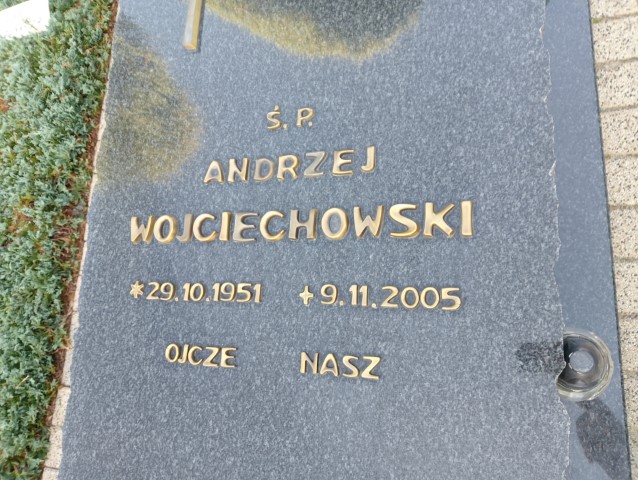 Ś. P.
ANDRZEJ
WOJCIECHOWSKI
*29.10.1951 +9.11.2005
OJCZE NASZ